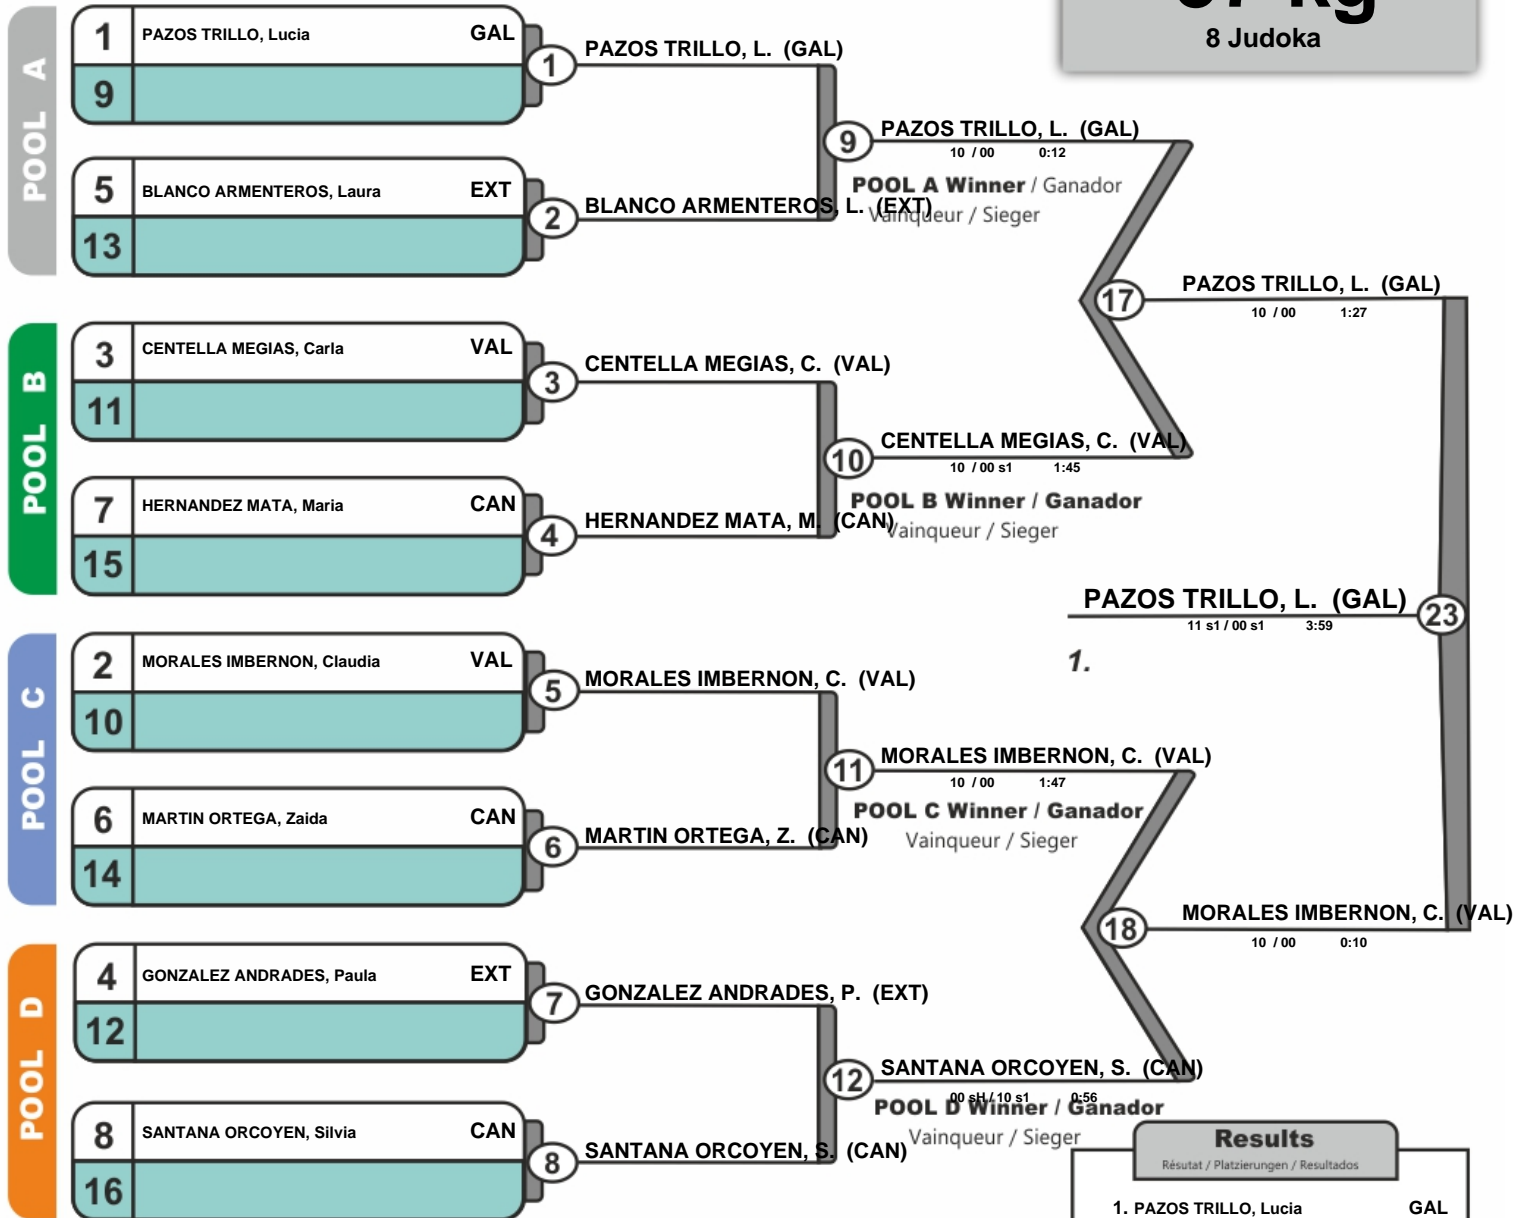 8 Judoka
POOL A
1 PAZOS TRILLO, Lucia GAL
9
1 PAZOS TRILLO, L. (GAL)
5 BLANCO ARMENTEROS, Laura EXT
13
2 BLANCO ARMENTEROS, L. (EXT)
9 PAZOS TRILLO, L. (GAL)
10 / 00 0:12
POOL A Winner / Ganador
Vainqueur / Sieger
POOL B
3 CENTELLA MEGIAS, Carla VAL
11
3 CENTELLA MEGIAS, C. (VAL)
7 HERNANDEZ MATA, Maria CAN
15
4 HERNANDEZ MATA, M. (CAN)
10 CENTELLA MEGIAS, C. (VAL)
10 / 00 s1 1:45
POOL B Winner / Ganador
Vainqueur / Sieger
17 PAZOS TRILLO, L. (GAL)
10 / 00 1:27
PAZOS TRILLO, L. (GAL) 23
11 s1 / 00 s1 3:59
1.
POOL C
2 MORALES IMBERNON, Claudia VAL
10
5 MORALES IMBERNON, C. (VAL)
6 MARTIN ORTEGA, Zaida CAN
14
6 MARTIN ORTEGA, Z. (CAN)
11 MORALES IMBERNON, C. (VAL)
10 / 00 1:47
POOL C Winner / Ganador
Vainqueur / Sieger
18 MORALES IMBERNON, C. (VAL)
10 / 00 0:10
POOL D
4 GONZALEZ ANDRADES, Paula EXT
12
7 GONZALEZ ANDRADES, P. (EXT)
8 SANTANA ORCOYEN, Silvia CAN
16
8 SANTANA ORCOYEN, S. (CAN)
12 SANTANA ORCOYEN, S. (CAN)
00 sH / 10 s1 0:56
POOL D Winner / Ganador
Vainqueur / Sieger
Results
Résutat / Platzierungen / Resultados
1. PAZOS TRILLO, Lucia GAL